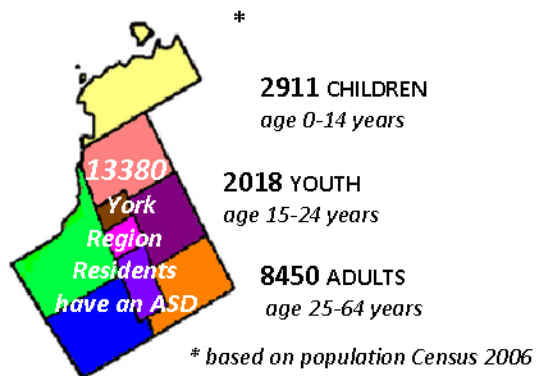 *
2911 CHILDREN
age 0-14 years
13380
York
Region
Residents
have an ASD
2018 YOUTH
age 15-24 years
8450 ADULTS
age 25-64 years
* based on population Census 2006